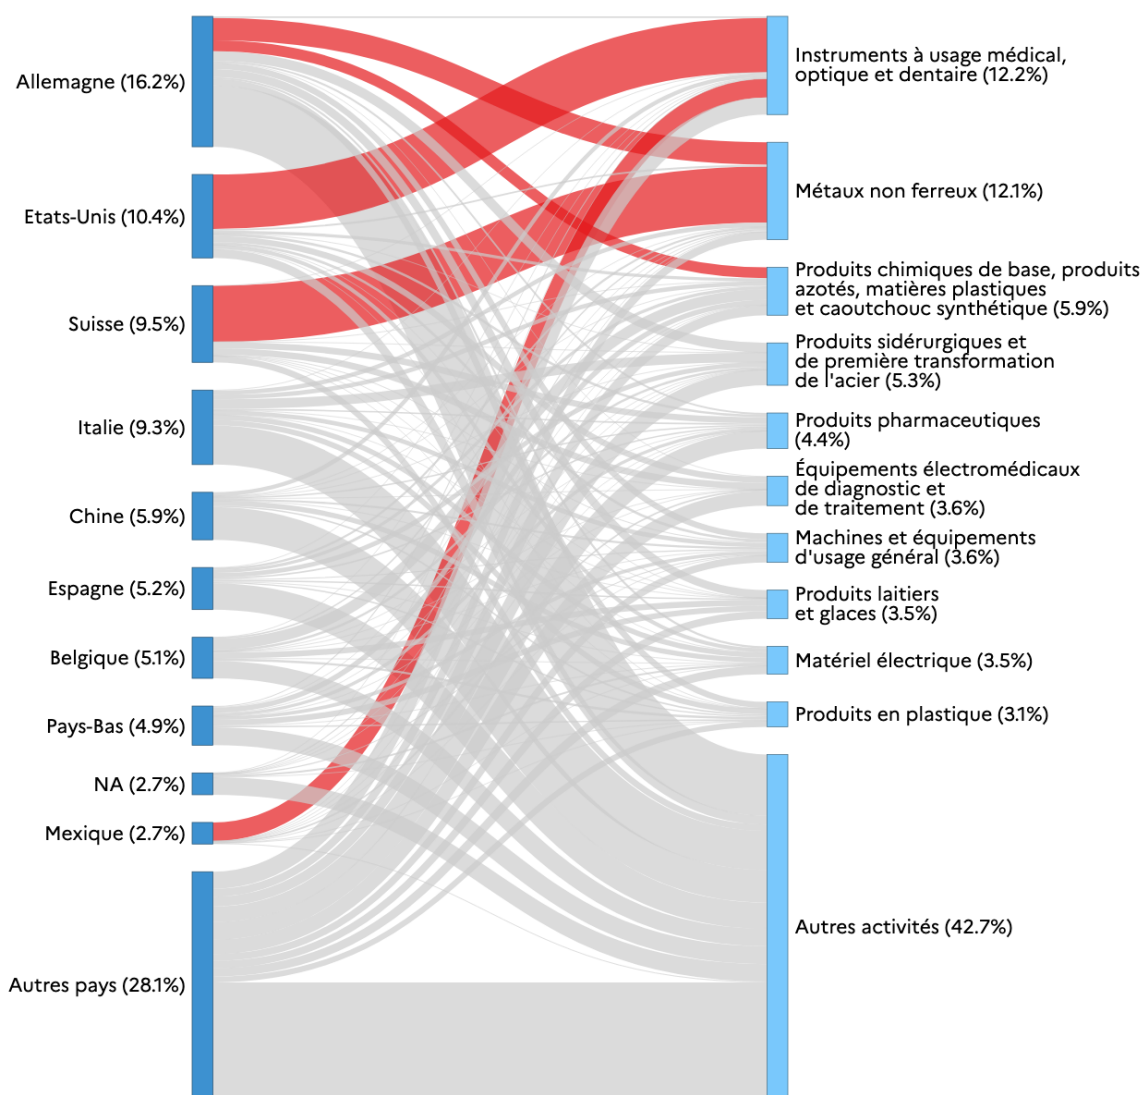 Allemagne (16.2%)
Etats-Unis (10.4%)
Suisse (9.5%)
Italie (9.3%)
Chine (5.9%)
Espagne (5.2%)
Belgique (5.1%)
Pays-Bas (4.9%)
NA (2.7%)
Mexique (2.7%)
Autres pays (28.1%)
Instruments à usage médical,
optique et dentaire (12.2%)
Métaux non ferreux (12.1%)
Produits chimiques de base, produits
azotés, matières plastiques
et caoutchouc synthétique (5.9%)
Produits sidérurgiques et
de première transformation
de l'acier (5.3%)
Produits pharmaceutiques
(4.4%)
Équipements électromédicaux
de diagnostic et
de traitement (3.6%)
Machines et équipements
d'usage général (3.6%)
Produits laitiers
et glaces (3.5%)
Matériel électrique (3.5%)
Produits en plastique (3.1%)
Autres activités (42.7%)